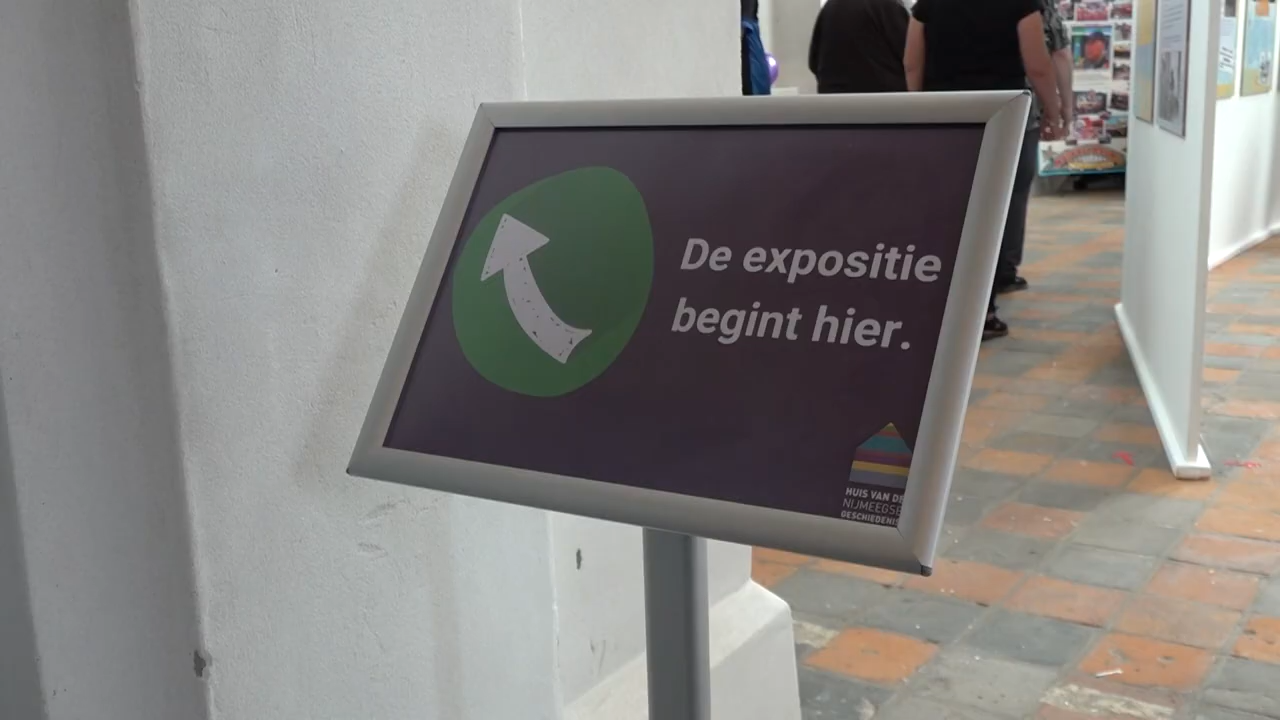 De expositie
begint hier.
HUIS VAN DE
NIJMEEGSE
GESCHIEDENIS